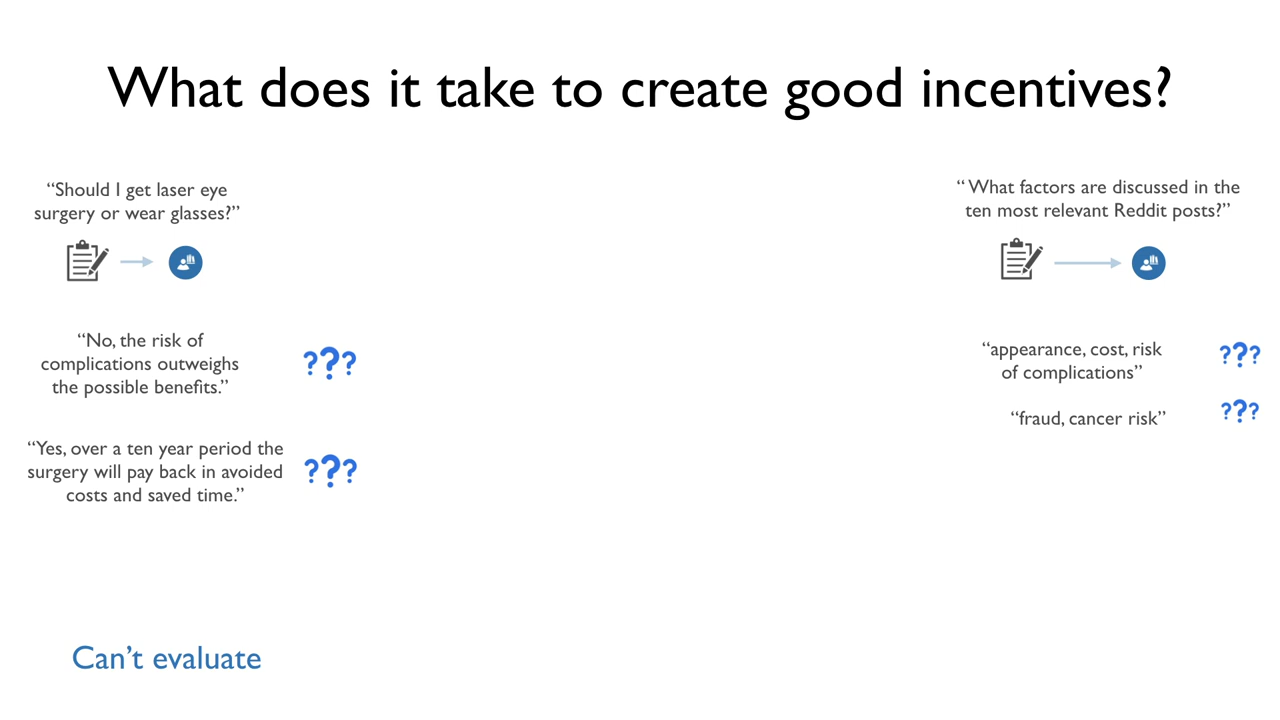 What does it take to create good incentives?
“Should I get laser eye
surgery or wear glasses?”
“No, the risk of
complications outweighs
the possible benefits.”
???
“Yes, over a ten year period the
surgery will pay back in avoided
costs and saved time.”
???
Can’t evaluate
“What factors are discussed in the
ten most relevant Reddit posts?”
“appearance, cost, risk
of complications”
???
“fraud, cancer risk”
???